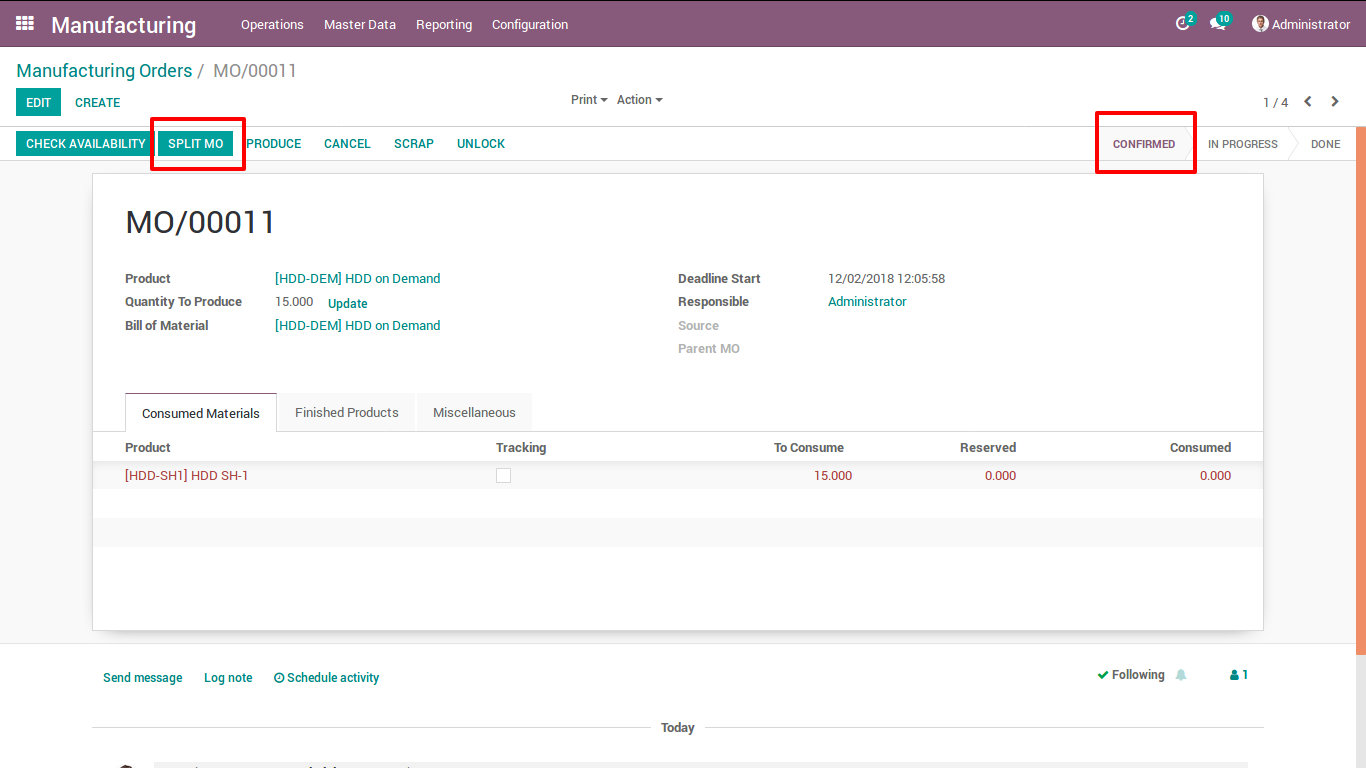 Manufacturing Operations Master Data Reporting Configuration 2 10 Administrator
Manufacturing Orders / MO/00011
EDIT CREATE Print Action 1 / 4
CHECK AVAILABILITY SPLIT MO PRODUCE CANCEL SCRAP UNLOCK CONFIRMED IN PROGRESS DONE
MO/00011
Product [HDD-DEM] HDD on Demand Deadline Start 12/02/2018 12:05:58
Quantity To Produce 15.000 Update Responsible Administrator
Bill of Material [HDD-DEM] HDD on Demand Source
Parent MO
Consumed Materials Finished Products Miscellaneous
Product Tracking To Consume Reserved Consumed
[HDD-SH1] HDD SH-1 15.000 0.000 0.000
Send message Log note Schedule activity Following 1
Today